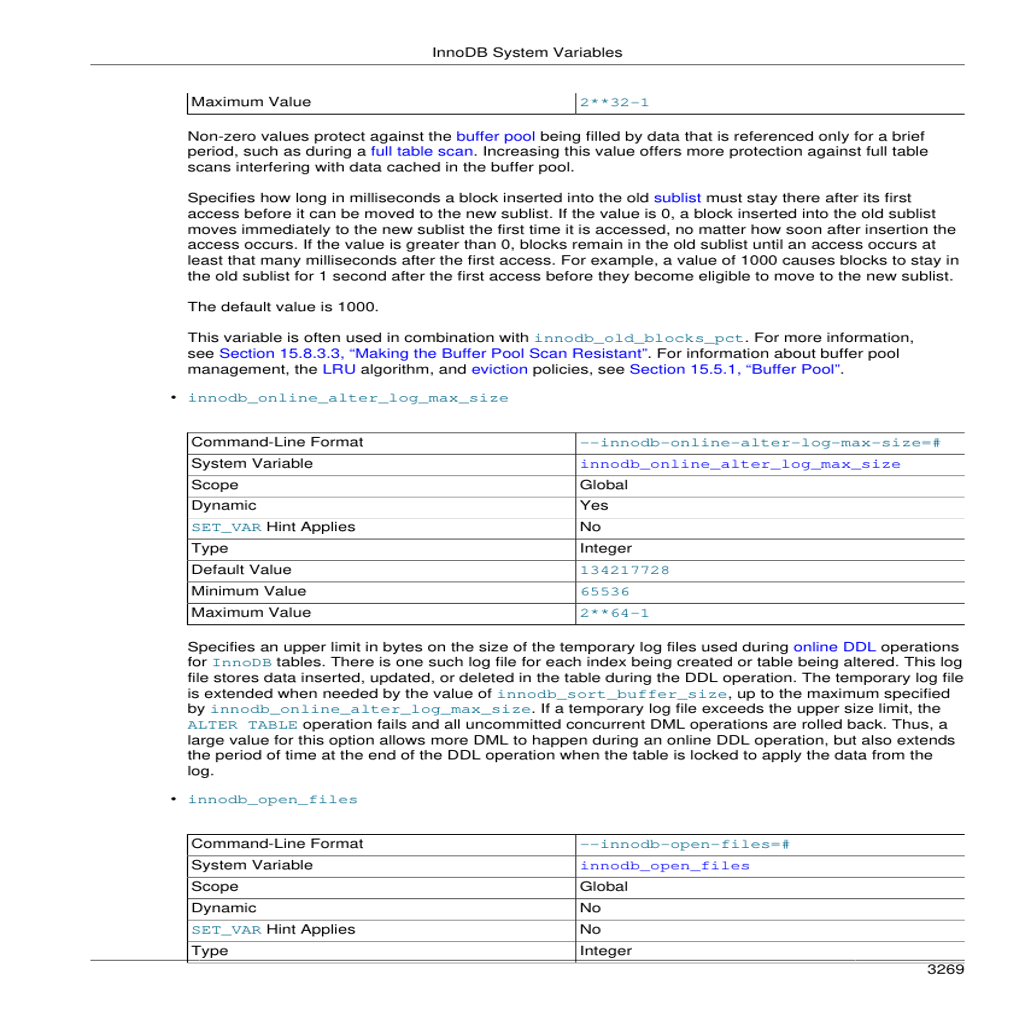 InnoDB System Variables
Maximum Value 2**32-1
Non-zero values protect against the buffer pool being filled by data that is referenced only for a brief
period, such as during a full table scan. Increasing this value offers more protection against full table
scans interfering with data cached in the buffer pool.
Specifies how long in milliseconds a block inserted into the old sublist must stay there after its first
access before it can be moved to the new sublist. If the value is 0, a block inserted into the old sublist
moves immediately to the new sublist the first time it is accessed, no matter how soon after insertion the
access occurs. If the value is greater than 0, blocks remain in the old sublist until an access occurs at
least that many milliseconds after the first access. For example, a value of 1000 causes blocks to stay in
the old sublist for 1 second after the first access before they become eligible to move to the new sublist.
The default value is 1000.
This variable is often used in combination with innodb_old_blocks_pct. For more information,
see Section 15.8.3.3, “Making the Buffer Pool Scan Resistant”. For information about buffer pool
management, the LRU algorithm, and eviction policies, see Section 15.5.1, “Buffer Pool”.
• innodb_online_alter_log_max_size
Command-Line Format --innodb-online-alter-log-max-size=#
System Variable innodb_online_alter_log_max_size
Scope Global
Dynamic Yes
SET_VAR Hint Applies No
Type Integer
Default Value 134217728
Minimum Value 65536
Maximum Value 2**64-1
Specifies an upper limit in bytes on the size of the temporary log files used during online DDL operations
for InnoDB tables. There is one such log file for each index being created or table being altered. This log
file stores data inserted, updated, or deleted in the table during the DDL operation. The temporary log file
is extended when needed by the value of innodb_sort_buffer_size, up to the maximum specified
by innodb_online_alter_log_max_size. If a temporary log file exceeds the upper size limit, the
ALTER TABLE operation fails and all uncommitted concurrent DML operations are rolled back. Thus, a
large value for this option allows more DML to happen during an online DDL operation, but also extends
the period of time at the end of the DDL operation when the table is locked to apply the data from the
log.
• innodb_open_files
Command-Line Format --innodb-open-files=#
System Variable innodb_open_files
Scope Global
Dynamic No
SET_VAR Hint Applies No
Type Integer
3269